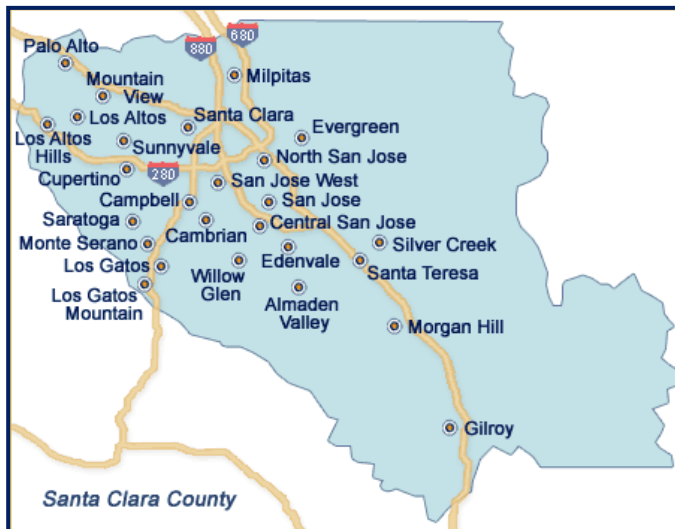 680
880
Palo Alto
Milpitas
Mountain
View
Los Altos
Santa Clara
Evergreen
Los Altos
Hills
Sunnyvale
North San Jose
Cupertino
280
San Jose West
Campbell
San Jose
Saratoga
Cambrian
Central San Jose
Monte Serano
Silver Creek
Los Gatos
Willow
Glen
Edenvale
Santa Teresa
Los Gatos
Mountain
Almaden
Valley
Morgan Hill
Gilroy
Santa Clara County